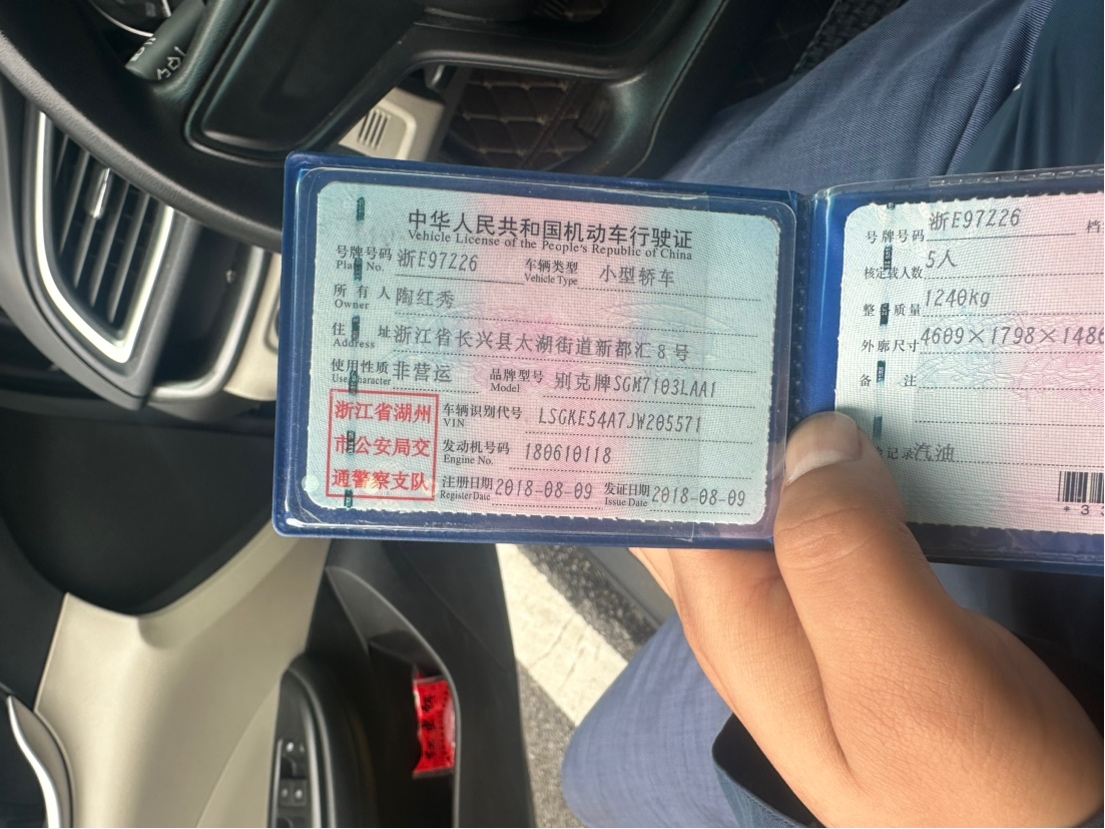 中华人民共和国机动车行驶证
Vehicle License of the People's Republic of China
号牌号码 浙E97Z26 车辆类型 小型轿车
Plate No. Vehicle Type
所有人 陶红秀
Owner
住址 浙江省长兴县太湖街道新都汇8号
Address
使用性质 非营运 品牌型号 别克牌SGM7103LAA1
Use Character Model
浙江省湖州
市公安局交
通警察支队
车辆识别代号 LSGKE54A7JW205571
VIN
发动机号码 180610118
Engine No.
注册日期 2018-08-09 发证日期 2018-08-09
Register Date Issue Date
号牌号码 浙E97Z26 档
核定载人数 5人
整备质量 1240kg
外廓尺寸 4609×1798×1486
备注
记录 汽油
*33